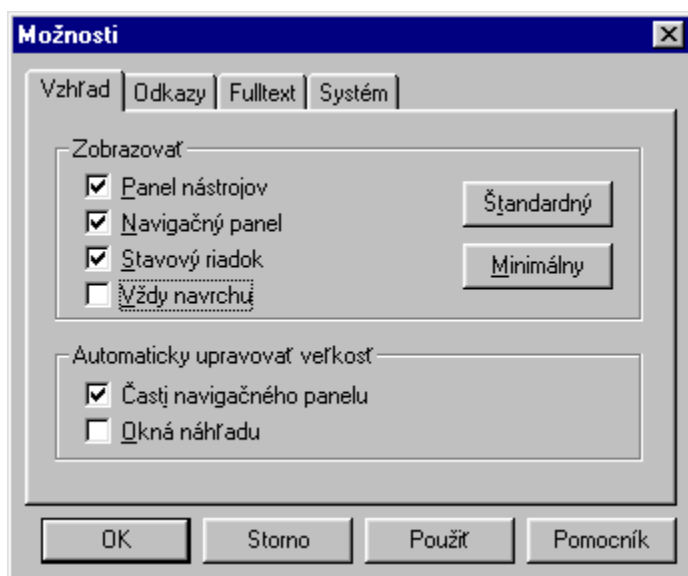 Možnosti
Vzhľad Odkazy Fulltext Systém
Zobrazovať
Panel nástrojov
Navigačný panel
Stavový riadok
Vždy navrchu
Štandardný
Minimálny
Automaticky upravovať veľkosť
Časti navigačného panelu
Okná náhľadu
OK Storno Použiť Pomocník